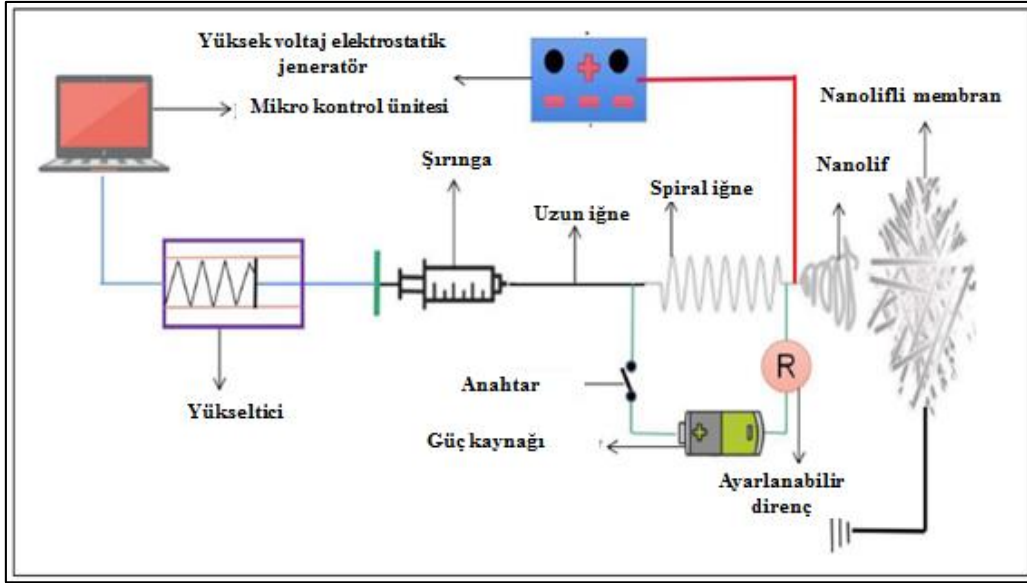 Yüksek voltaj elektrostatik
jeneratör
Mikro kontrol ünitesi
Nanolifli membran
Şırınga
Nanolif
Spiral iğne
Uzun iğne
R
Anahtar
Yükseltici
Güç kaynağı
Ayarlanabilir
direnç